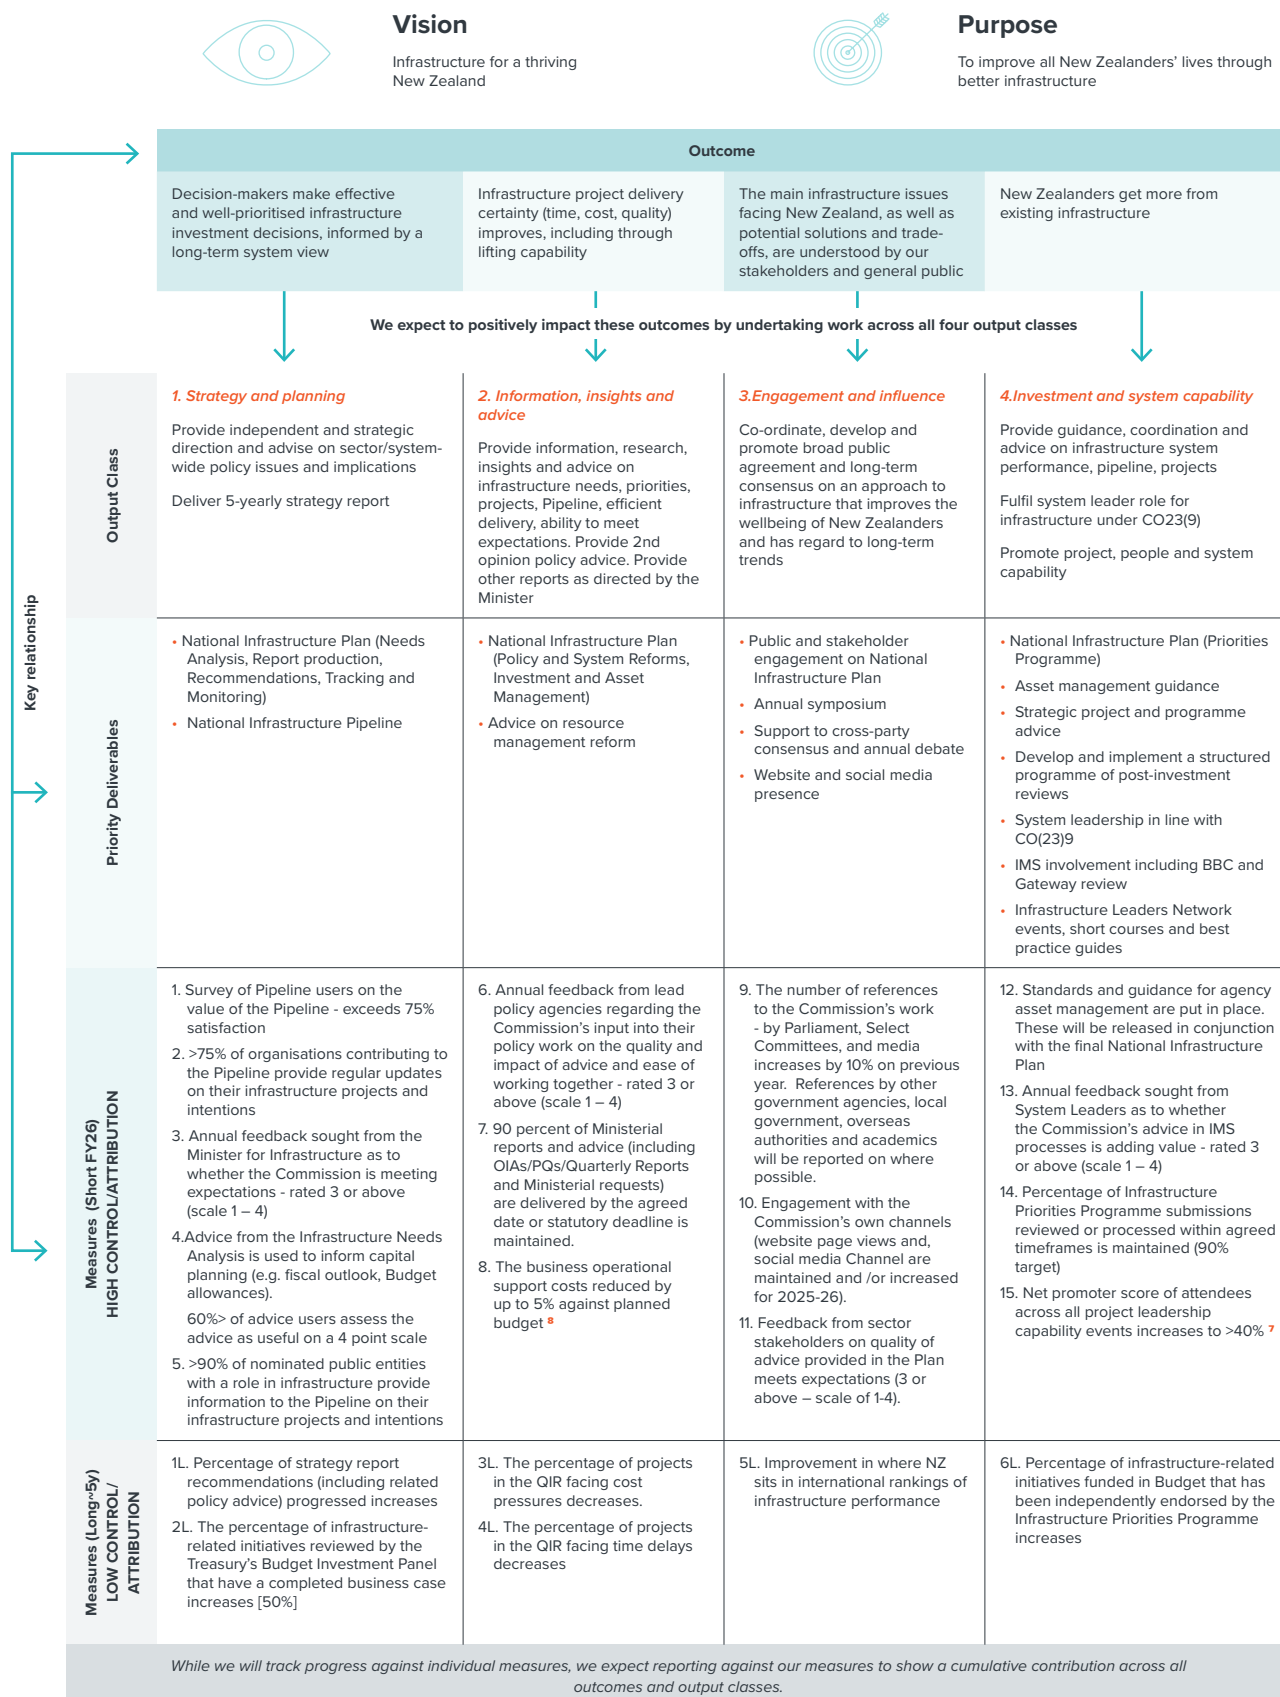 Vision
Infrastructure for a thriving
New Zealand
Purpose
To improve all New Zealanders' lives through
better infrastructure
Outcome
Decision-makers make effective
and well-prioritised infrastructure
investment decisions, informed by a
long-term system view
Infrastructure project delivery
certainty (time, cost, quality)
improves, including through
lifting capability
The main infrastructure issues
facing New Zealand, as well as
potential solutions and trade-
offs, are understood by our
stakeholders and general public
New Zealanders get more from
existing infrastructure
We expect to positively impact these outcomes by undertaking work across all four output classes
Key relationship
Output Class
1. Strategy and planning
Provide independent and strategic
direction and advise on sector/system-
wide policy issues and implications
Deliver 5-yearly strategy report
2. Information, insights and
advice
Provide information, research,
insights and advice on
infrastructure needs, priorities,
projects, Pipeline, efficient
delivery, ability to meet
expectations. Provide 2nd
opinion policy advice. Provide
other reports as directed by the
Minister
3.Engagement and influence
Co-ordinate, develop and
promote broad public
agreement and long-term
consensus on an approach to
infrastructure that improves the
wellbeing of New Zealanders
and has regard to long-term
trends
4.Investment and system capability
Provide guidance, coordination and
advice on infrastructure system
performance, pipeline, projects
Fulfil system leader role for
infrastructure under CO23(9)
Promote project, people and system
capability
Priority Deliverables
• National Infrastructure Plan (Needs
Analysis, Report production,
Recommendations, Tracking and
Monitoring)
• National Infrastructure Pipeline
• National Infrastructure Plan
(Policy and System Reforms,
Investment and Asset
Management)
• Advice on resource
management reform
• Public and stakeholder
engagement on National
Infrastructure Plan
• Annual symposium
• Support to cross-party
consensus and annual debate
• Website and social media
presence
• National Infrastructure Plan (Priorities
Programme)
• Asset management guidance
• Strategic project and programme
advice
• Develop and implement a structured
programme of post-investment
reviews
• System leadership in line with
CO(23)9
• IMS involvement including BBC and
Gateway review
• Infrastructure Leaders Network
events, short courses and best
practice guides
Measures (Short FY26)
HIGH CONTROL/ATTRIBUTION
1. Survey of Pipeline users on the
value of the Pipeline - exceeds 75%
satisfaction
2. >75% of organisations contributing to
the Pipeline provide regular updates
on their infrastructure projects and
intentions
3. Annual feedback sought from the
Minister for Infrastructure as to
whether the Commission is meeting
expectations - rated 3 or above
(scale 1 – 4)
4.Advice from the Infrastructure Needs
Analysis is used to inform capital
planning (e.g. fiscal outlook, Budget
allowances).
60%> of advice users assess the
advice as useful on a 4 point scale
5. >90% of nominated public entities
with a role in infrastructure provide
information to the Pipeline on their
infrastructure projects and intentions
6. Annual feedback from lead
policy agencies regarding the
Commission's input into their
policy work on the quality and
impact of advice and ease of
working together - rated 3 or
above (scale 1 – 4)
7. 90 percent of Ministerial
reports and advice (including
OIAs/PQs/Quarterly Reports
and Ministerial requests)
are delivered by the agreed
date or statutory deadline is
maintained.
8. The business operational
support costs reduced by
up to 5% against planned
budget 8
9. The number of references
to the Commission's work
- by Parliament, Select
Committees, and media
increases by 10% on previous
year. References by other
government agencies, local
government, overseas
authorities and academics
will be reported on where
possible.
10. Engagement with the
Commission's own channels
(website page views and,
social media Channel are
maintained and /or increased
for 2025-26).
11. Feedback from sector
stakeholders on quality of
advice provided in the Plan
meets expectations (3 or
above – scale of 1-4).
12. Standards and guidance for agency
asset management are put in place.
These will be released in conjunction
with the final National Infrastructure
Plan
13. Annual feedback sought from
System Leaders as to whether
the Commission's advice in IMS
processes is adding value - rated 3
or above (scale 1 – 4)
14. Percentage of Infrastructure
Priorities Programme submissions
reviewed or processed within agreed
timeframes is maintained (90%
target)
15. Net promoter score of attendees
across all project leadership
capability events increases to >40% 7
Measures (Long~5y)
LOW CONTROL/
ATTRIBUTION
1L. Percentage of strategy report
recommendations (including related
policy advice) progressed increases
2L. The percentage of infrastructure-
related initiatives reviewed by the
Treasury's Budget Investment Panel
that have a completed business case
increases [50%]
3L. The percentage of projects
in the QIR facing cost
pressures decreases.
4L. The percentage of projects
in the QIR facing time delays
decreases
5L. Improvement in where NZ
sits in international rankings of
infrastructure performance
6L. Percentage of infrastructure-related
initiatives funded in Budget that has
been independently endorsed by the
Infrastructure Priorities Programme
increases
While we will track progress against individual measures, we expect reporting against our measures to show a cumulative contribution across all
outcomes and output classes.